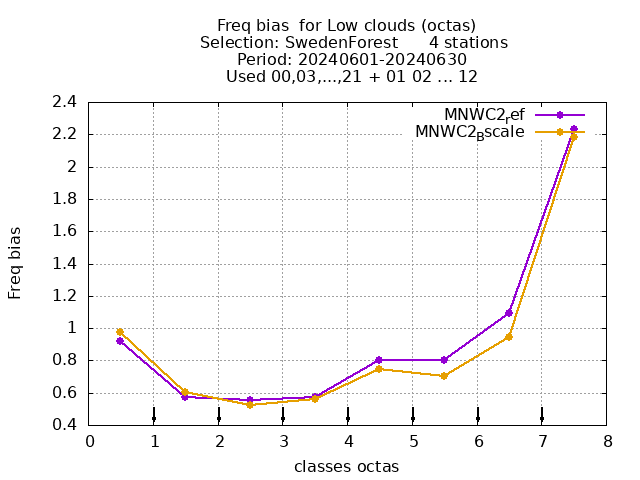 Freq bias  for Low clouds (octas)
Selection: SwedenForest      4 stations
Period: 20240601-20240630
Used 00,03,...,21 + 01 02 ... 12
MNWC2ref
MNWC2Bscale
2.4
2.2
2
1.8
1.6
1.4
1.2
1
0.8
0.6
0.4
Freq bias
0 1 2 3 4 5 6 7 8
classes octas